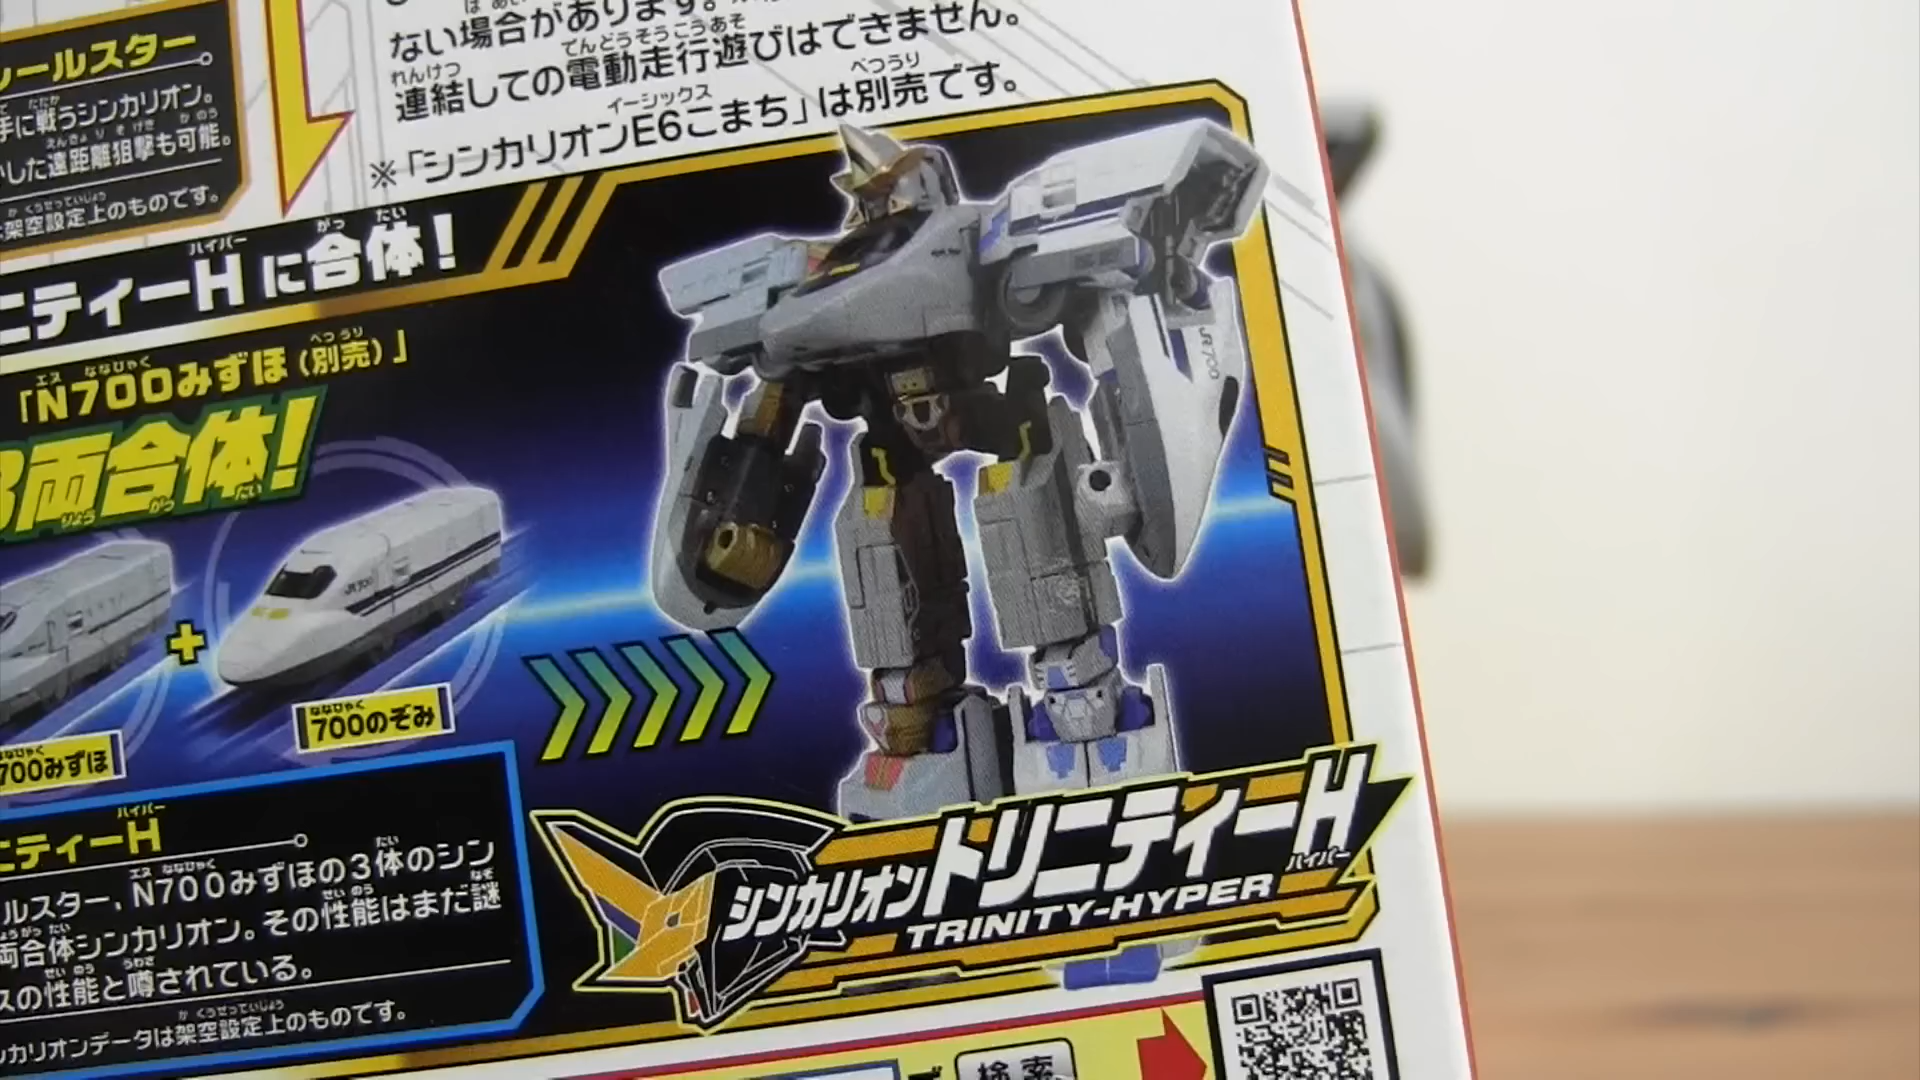 ールスター
手に戦うシンカリオン。
かした遠距離狙撃も可能。
架空設定上のものです。
ない場合があります。
連結しての電動走行遊びはできません。
※「シンカリオンE6こまち」は別売です。
ニティーHに合体!
「N700みずほ(別売)」
3両合体!
+
700のぞみ
700みずほ
JR700
JR700
ニティーH
ルスター、N700みずほの3体のシン
両合体シンカリオン。その性能はまだ謎
スの性能と噂されている。
ンカリオンデータは架空設定上のものです。
シンカリオントリニティーH
ハイパー
TRINITY-HYPER
検索